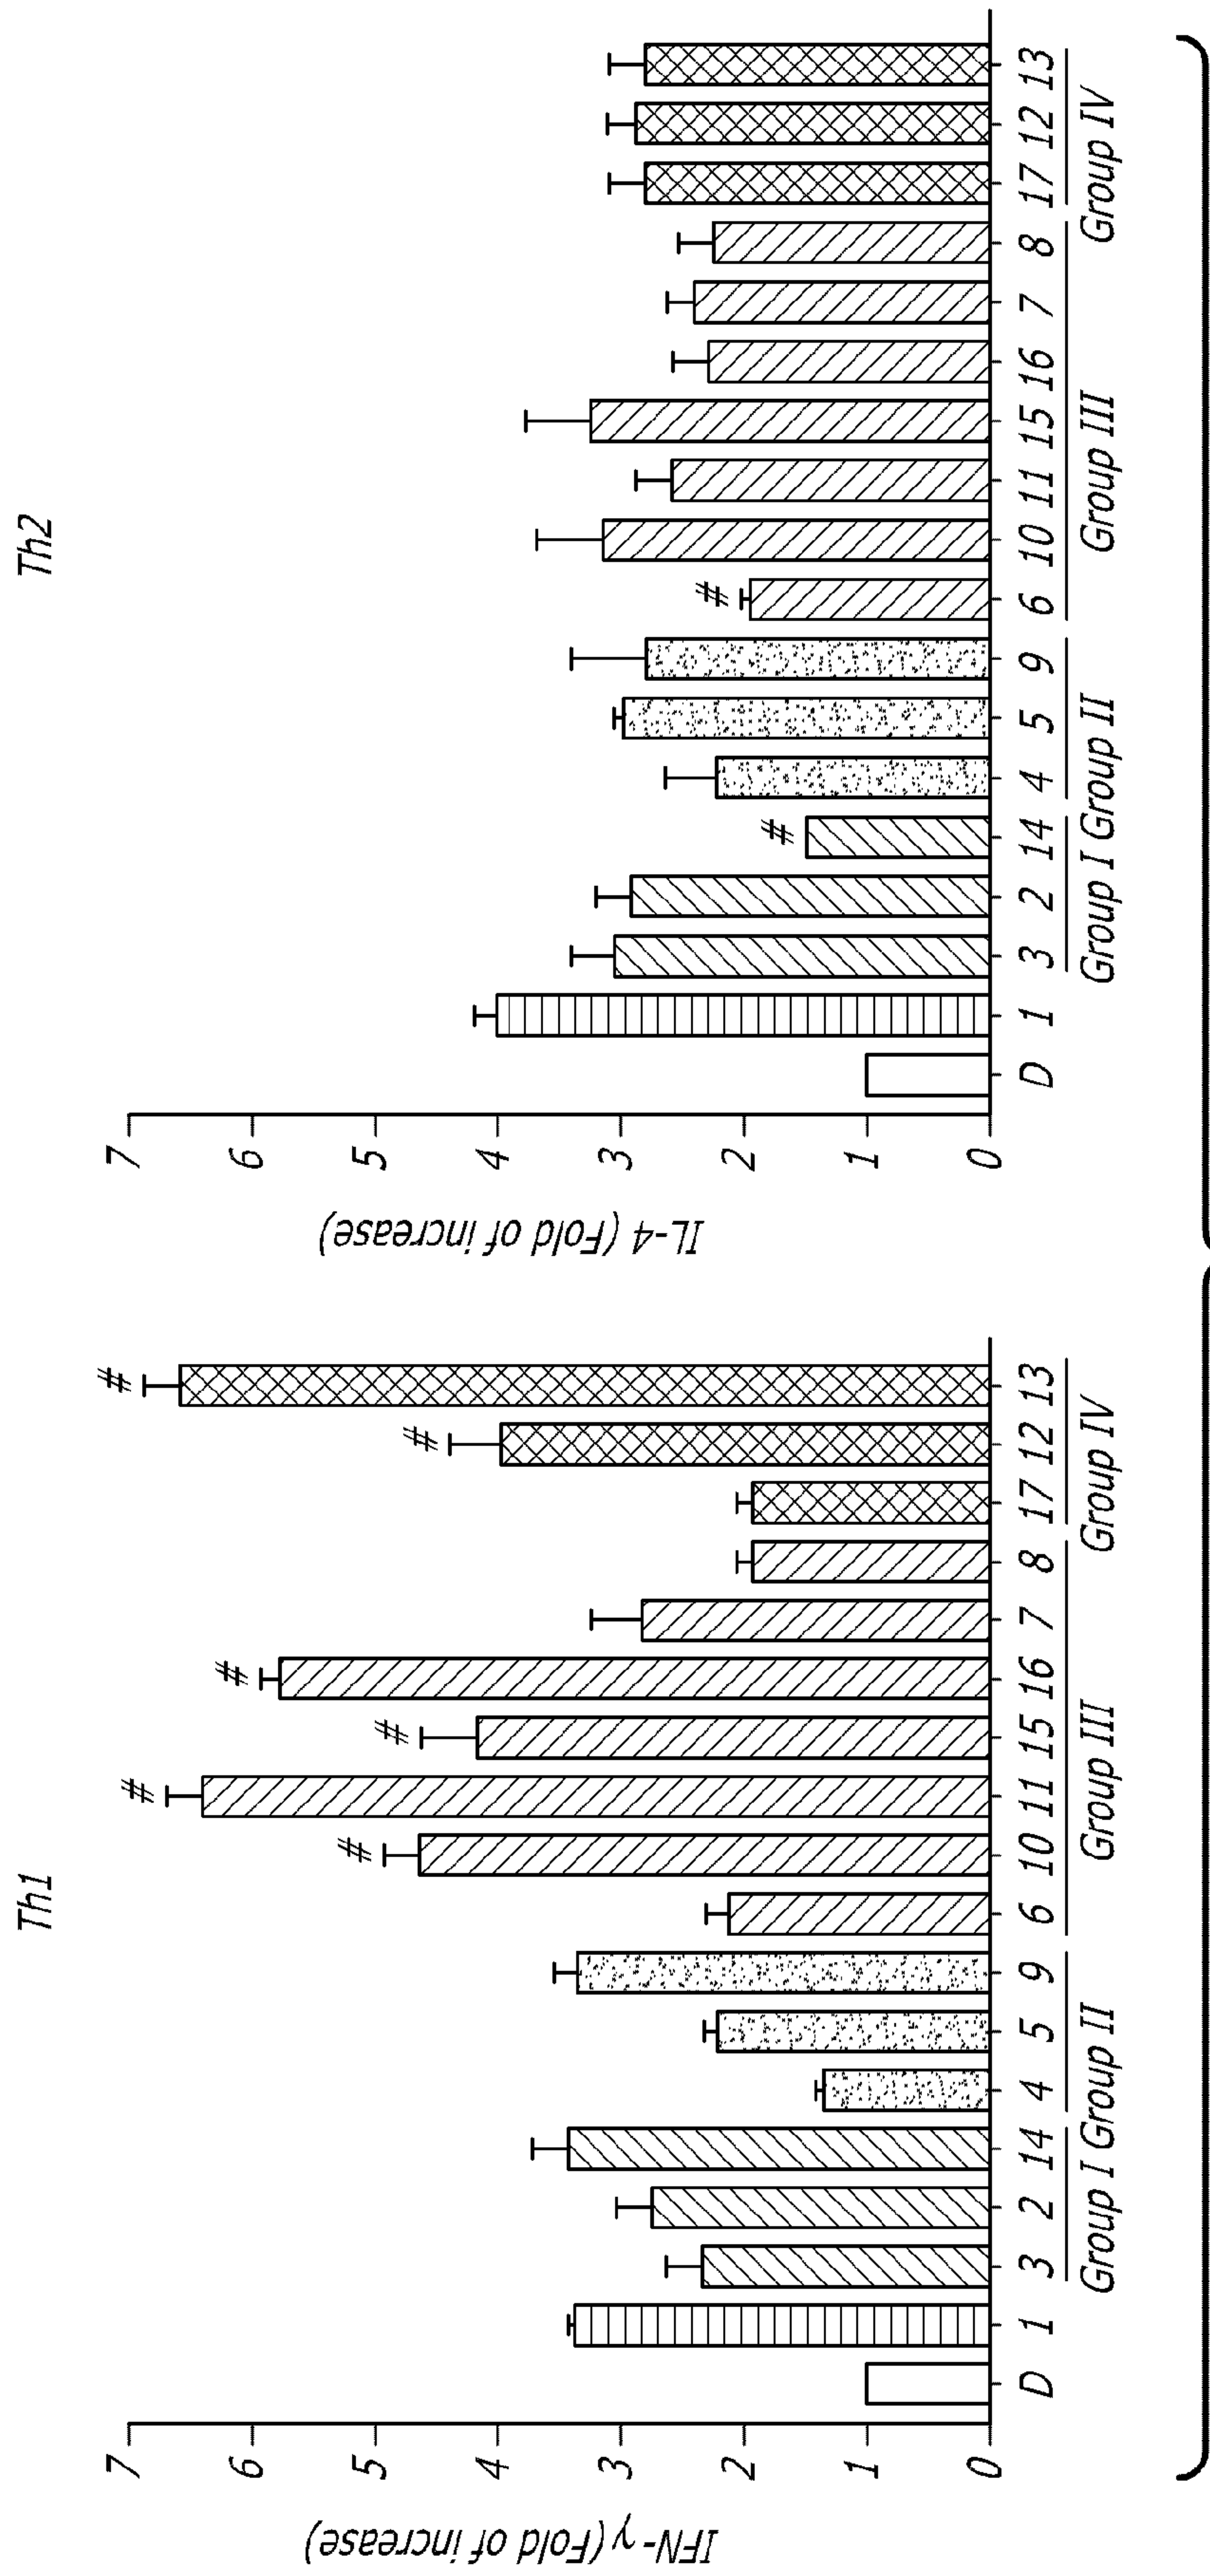 Th1
IFN-γ (Fold of increase)
7
6
5
4
3
2
1
0
# # # # # # #
D 1 3 2 14 4 5 9 6 10 11 15 16 7 8 17 12 13
Group I Group II Group III Group IV
Th2
IL-4 (Fold of increase)
7
6
5
4
3
2
1
0
# #
D 1 3 2 14 4 5 9 6 10 11 15 16 7 8 17 12 13
Group I Group II Group III Group IV